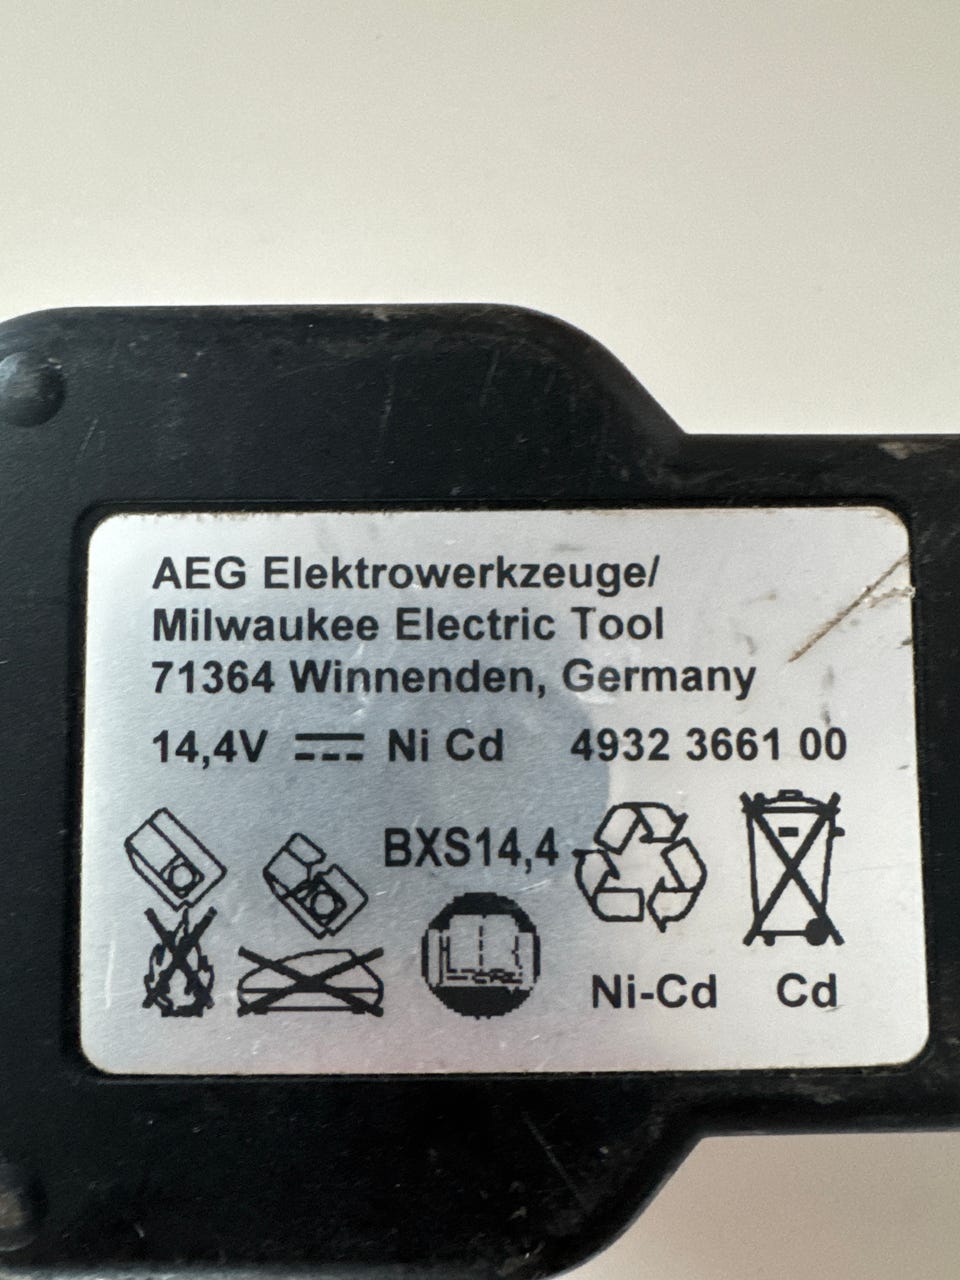 AEG Elektrowerkzeuge/
Milwaukee Electric Tool
71364 Winnenden, Germany
14,4V Ni Cd 4932 3661 00
BXS14,4
Ni-Cd Cd